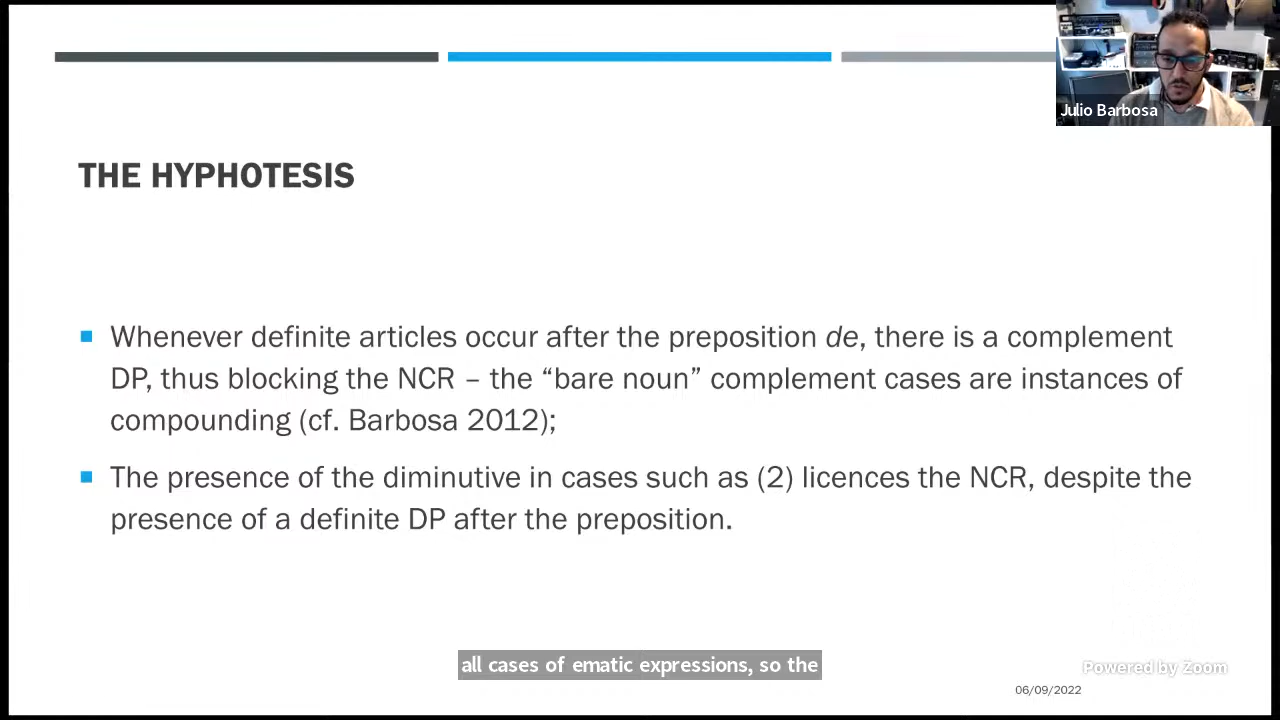 Julio Barbosa
THE HYPHOTESIS
Whenever definite articles occur after the preposition de, there is a complement
DP, thus blocking the NCR – the “bare noun” complement cases are instances of
compounding (cf. Barbosa 2012);
The presence of the diminutive in cases such as (2) licences the NCR, despite the
presence of a definite DP after the preposition.
all cases of ematic expressions, so the
Powered by Zoom
06/09/2022